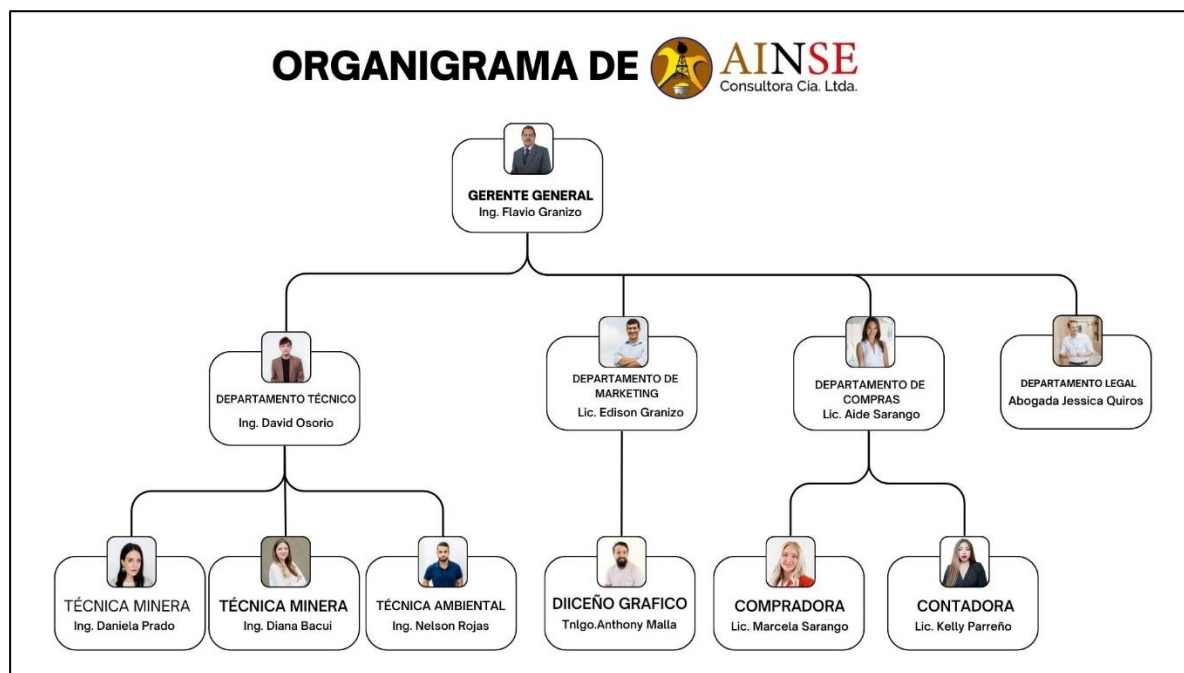 ORGANIGRAMA DE
AINSE
Consultora Cía. Ltda.
GERENTE GENERAL
Ing. Flavio Granizo
DEPARTAMENTO TÉCNICO
Ing. David Osorio
DEPARTAMENTO DE
MARKETING
Lic. Edison Granizo
DEPARTAMENTO DE
COMPRAS
Lic. Aide Sarango
DEPARTAMENTO LEGAL
Abogada Jessica Quiros
TÉCNICA MINERA
Ing. Daniela Prado
TÉCNICA MINERA
Ing. Diana Bacui
TÉCNICA AMBIENTAL
Ing. Nelson Rojas
DIICEÑO GRAFICO
Tnlgo.Anthony Malla
COMPRADORA
Lic. Marcela Sarango
CONTADORA
Lic. Kelly Parreño